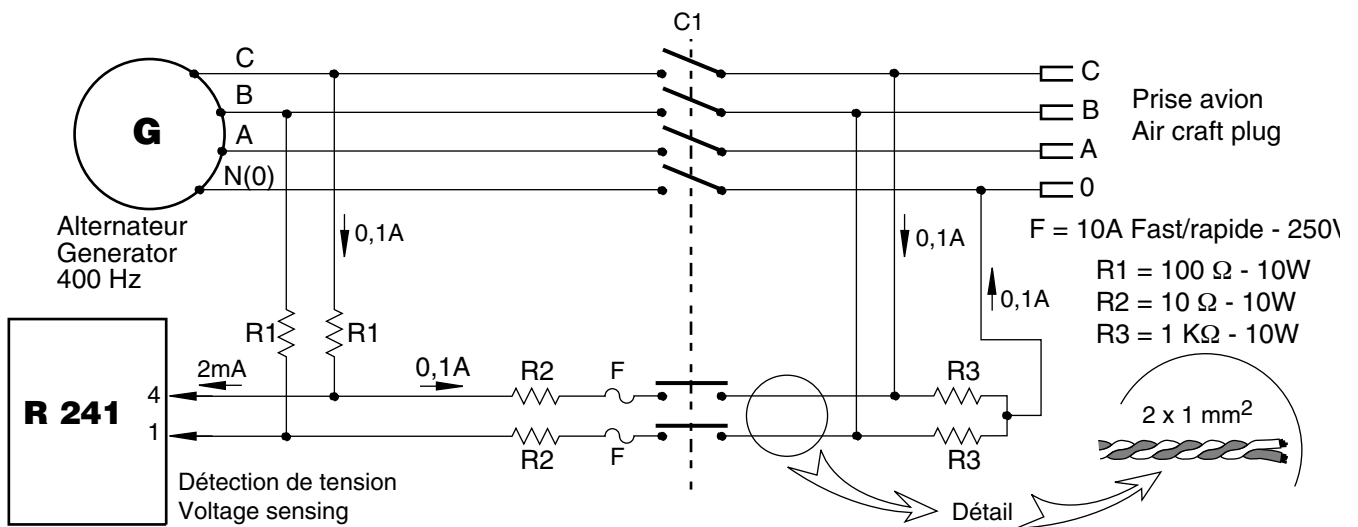 C1
C
B
A
N(0)
G
Alternateur
Generator
400 Hz
C
B
A
0
Prise avion
Air craft plug
0,1A
0,1A
0,1A
F = 10A Fast/rapide - 250\
R1 = 100 Ω - 10W
R2 = 10 Ω - 10W
R3 = 1 KΩ - 10W
R1
R1
2mA
0,1A
R2
F
R3
4
R 241
1
R2
F
R3
2 x 1 mm²
Détection de tension
Voltage sensing
Détail